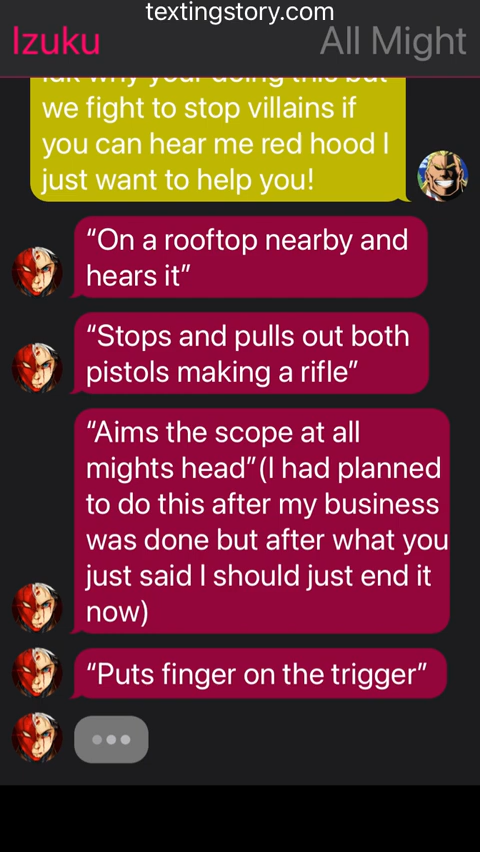 textingstory.com
Izuku
All Might
Idk why your doing this but
we fight to stop villains if
you can hear me red hood I
just want to help you!
“On a rooftop nearby and
hears it”
“Stops and pulls out both
pistols making a rifle”
“Aims the scope at all
mights head”(I had planned
to do this after my business
was done but after what you
just said I should just end it
now)
“Puts finger on the trigger”